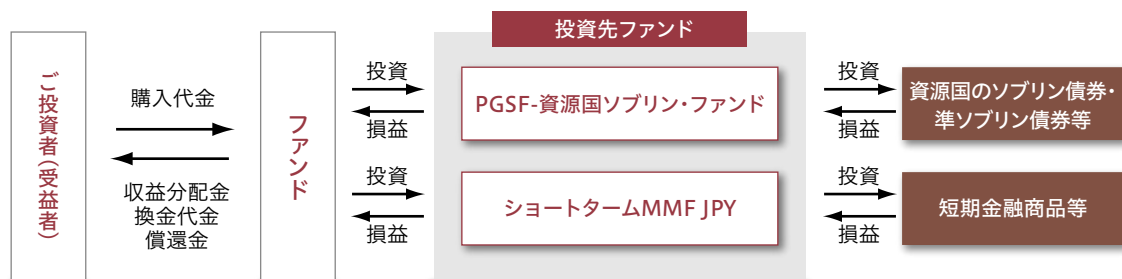 ご投資者(受益者)
購入代金
収益分配金
換金代金
償還金
ファンド
投資
損益
投資
損益
投資先ファンド
PGSF-資源国ソブリン・ファンド
ショートタームMMF JPY
投資
損益
投資
損益
資源国のソブリン債券・
準ソブリン債券等
短期金融商品等